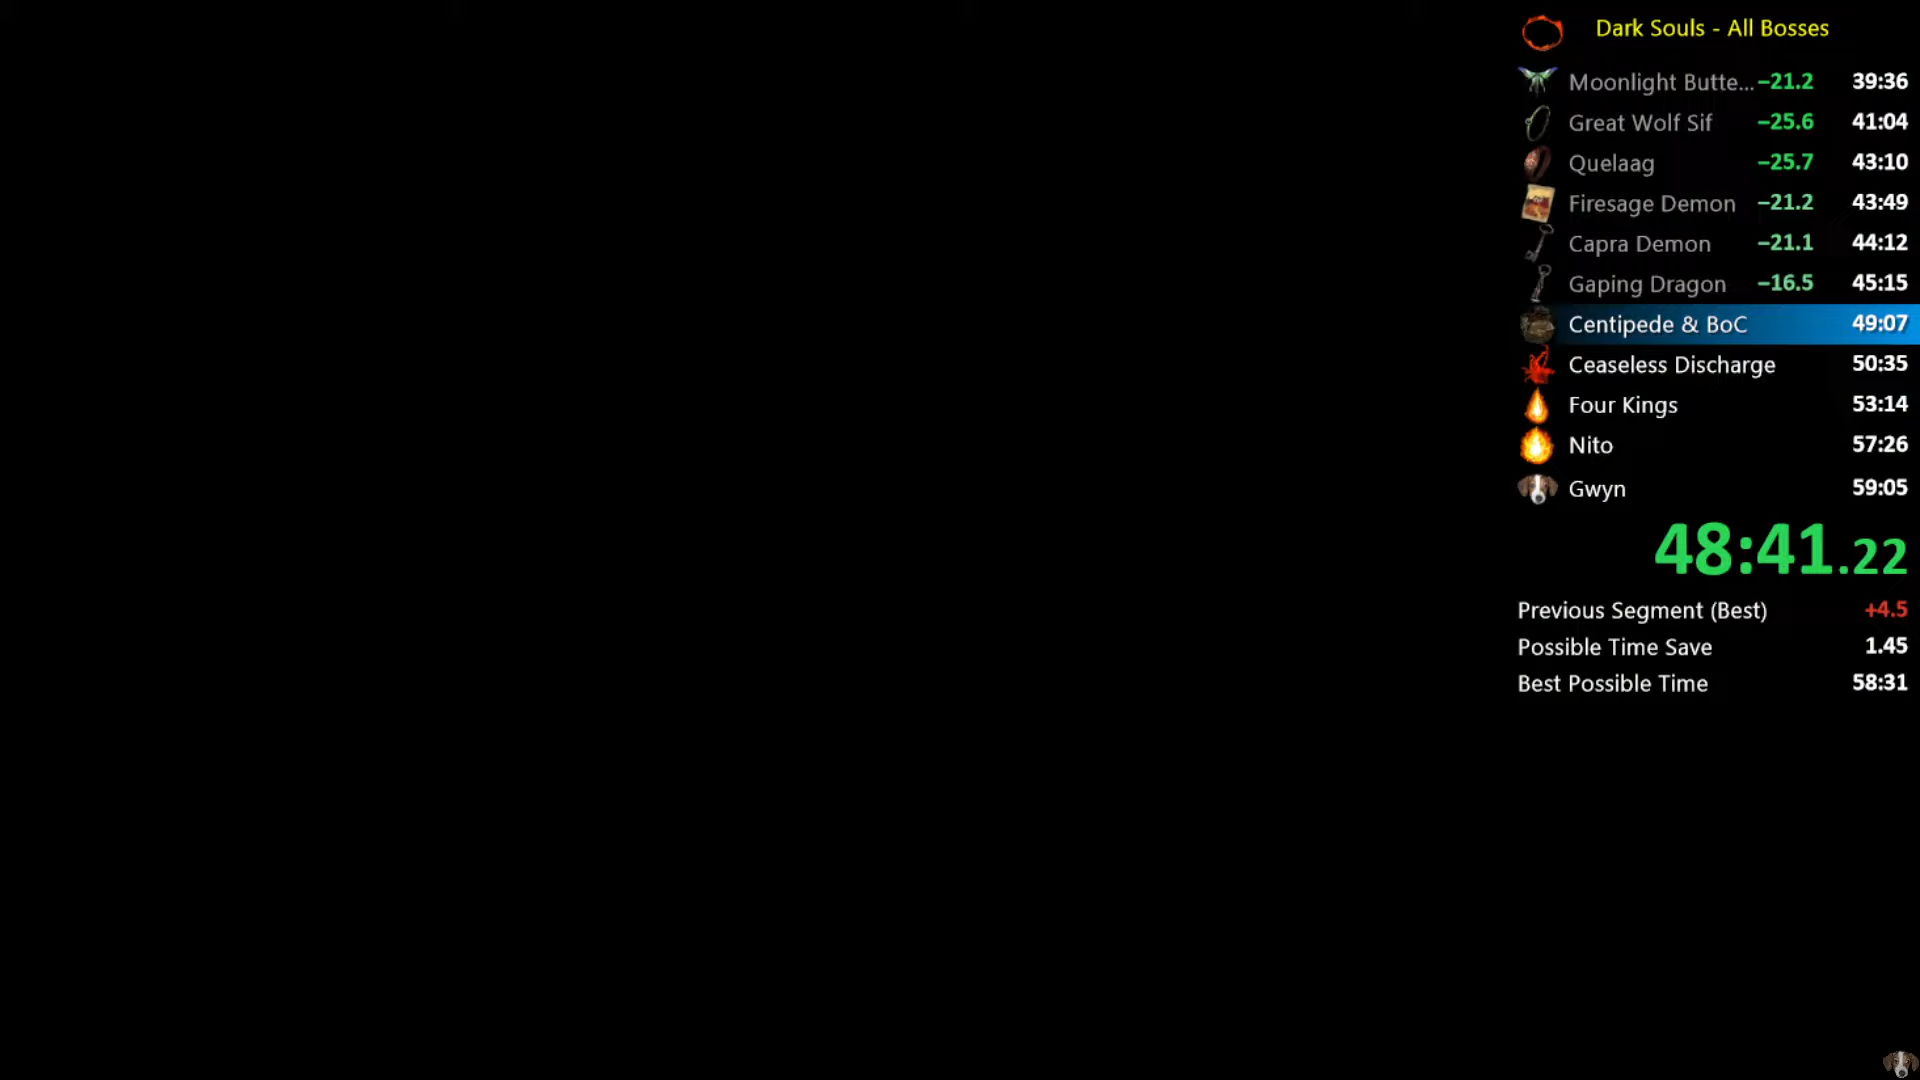 Dark Souls - All Bosses
Moonlight Butte... −21.2 39:36
Great Wolf Sif −25.6 41:04
Quelaag −25.7 43:10
Firesage Demon −21.2 43:49
Capra Demon −21.1 44:12
Gaping Dragon −16.5 45:15
Centipede & BoC 49:07
Ceaseless Discharge 50:35
Four Kings 53:14
Nito 57:26
Gwyn 59:05
48:41.22
Previous Segment (Best) +4.5
Possible Time Save 1.45
Best Possible Time 58:31